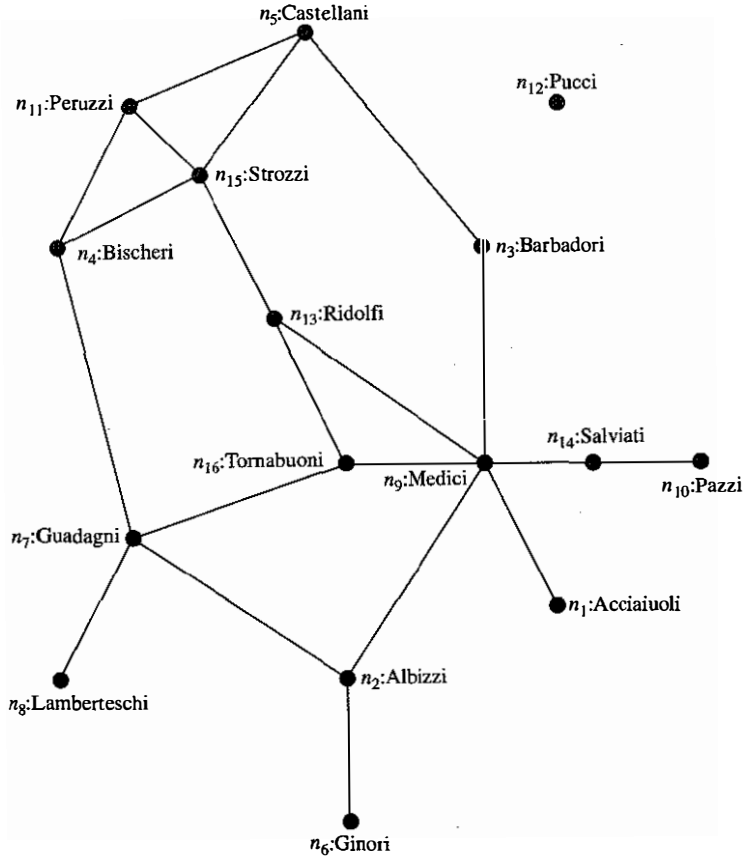 n5:Castellani
n12:Pucci
n11:Peruzzi
n15:Strozzi
n4:Bischeri
n3:Barbadori
n13:Ridolfi
n14:Salviati
n16:Tornabuoni
n9:Medici
n10:Pazzi
n7:Guadagni
n1:Acciaiuoli
n2:Albizzi
n8:Lamberteschi
n6:Ginori